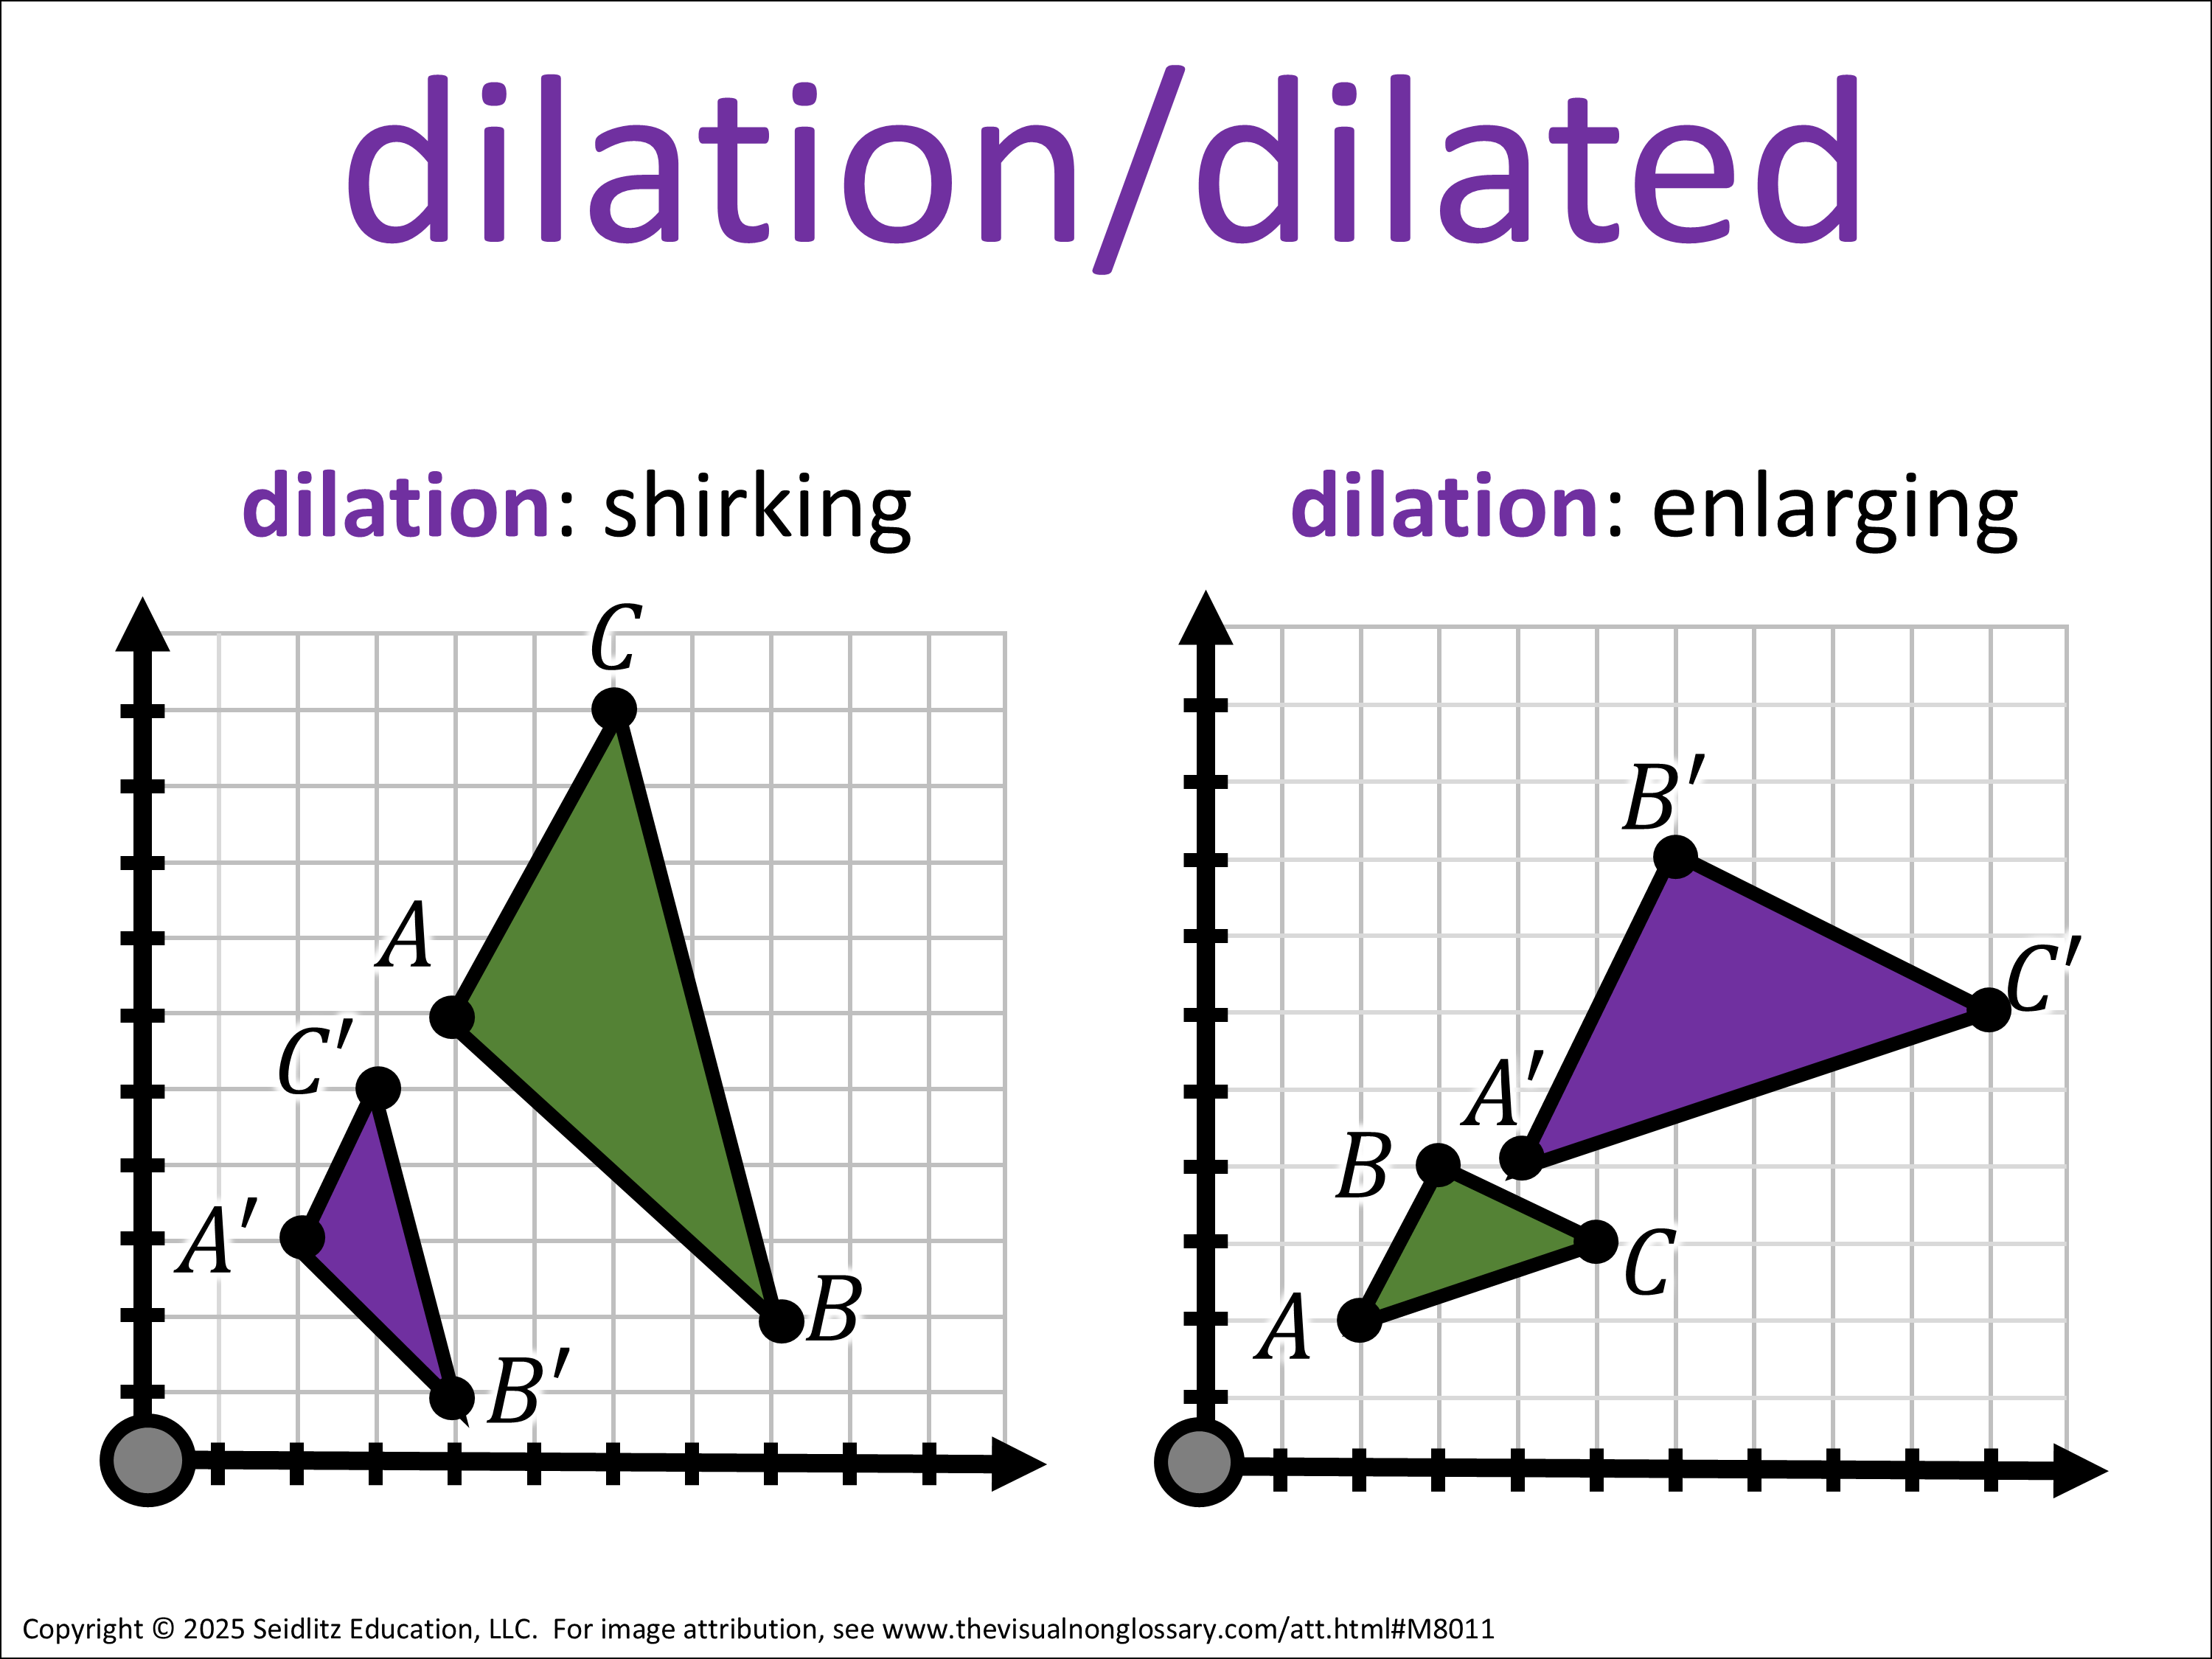 dilation/dilated
dilation: shirking
dilation: enlarging
C
A
C′
A′
B
B′
B′
C′
A′
B
C
A
Copyright © 2025 Seidlitz Education, LLC.  For image attribution, see www.thevisualnonglossary.com/att.html#M8011